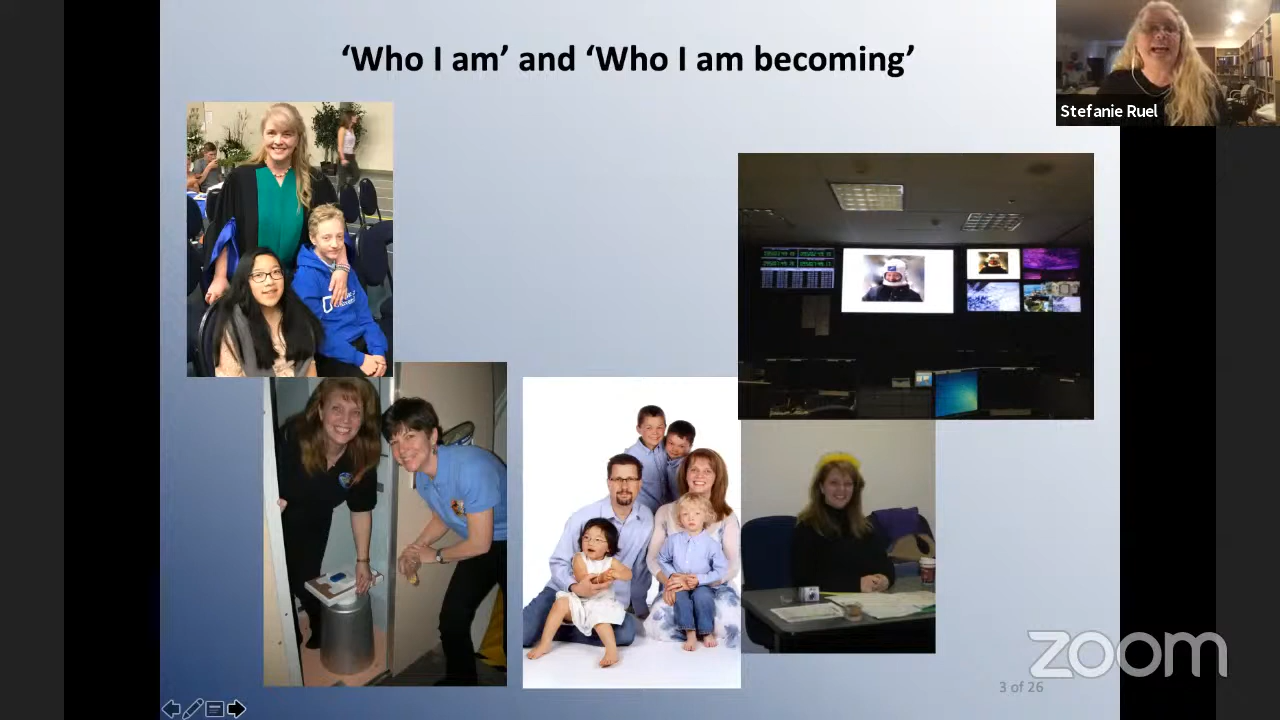 ‘Who I am’ and ‘Who I am becoming’
Stefanie Ruel
zoom
3 of 26